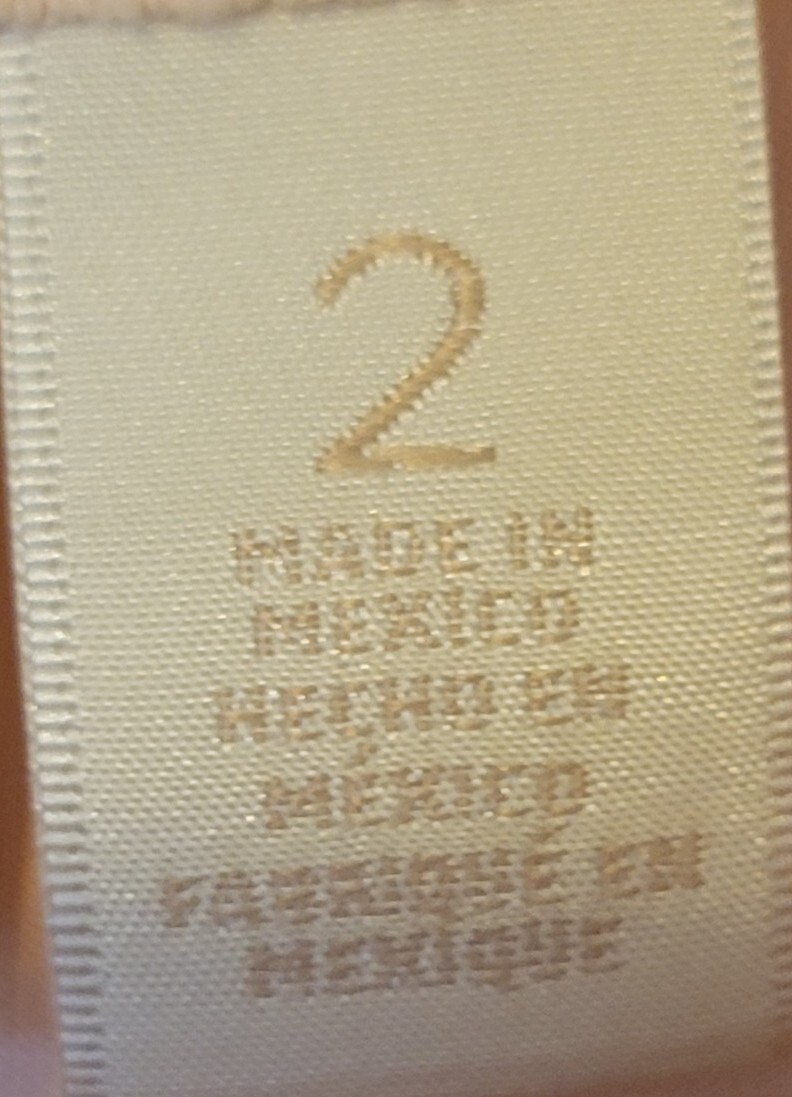 2
MADE IN
MEXICO
HECHO EN
MÉXICO
FABRIQUÉ EN
MEXIQUE